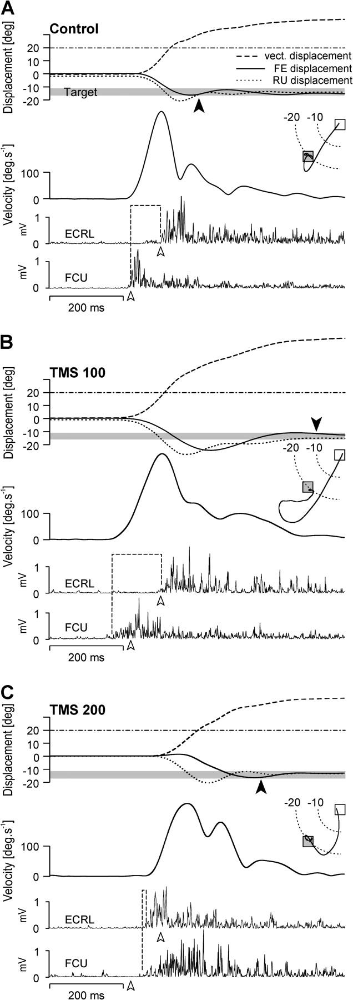 A
Control
Displacement [deg]
20
10
0
-10
-20
vect. displacement
FE displacement
RU displacement
Target
-20 -10
Velocity [deg.s-1]
100
0
mV
1
0
ECRL
mV
1
0
FCU
200 ms
B
TMS 100
Displacement [deg]
20
10
0
-10
-20
-20 -10
Velocity [deg.s-1]
100
0
mV
1
0
ECRL
mV
1
0
FCU
200 ms
C
TMS 200
Displacement [deg]
20
10
0
-10
-20
-20 -10
Velocity [deg.s-1]
100
0
mV
1
0
ECRL
mV
1
0
FCU
200 ms